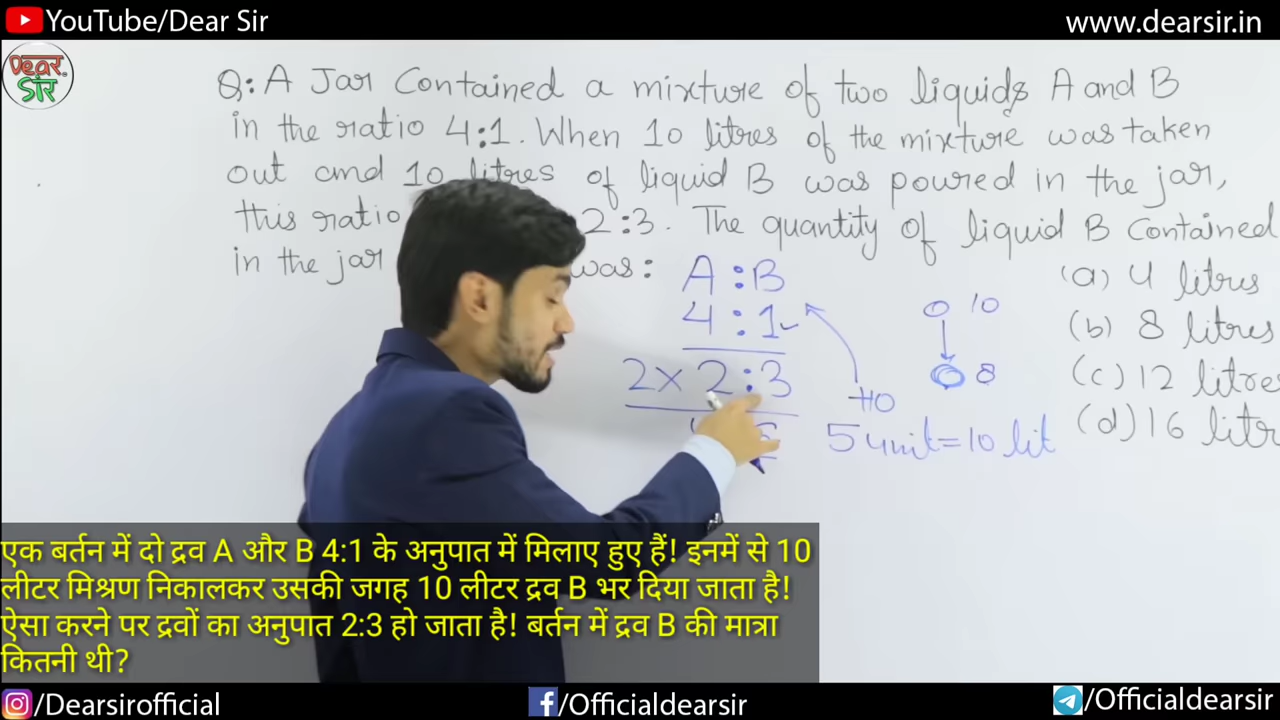 YouTube/Dear Sir
www.dearsir.in
Dear
सर
Q: A Jar Contained a mixture of two liquids A and B
in the ratio 4:1. When 10 litres of the mixture was taken
out and 10 litres of liquid B was poured in the jar,
this ratio 2:3. The quantity of liquid B Contained
in the jar was:
A : B
4 : 1
2 x 2 : 3
6
10
8
+10
5 unit = 10 lit
(a) 4 litres
(b) 8 litres
(c) 12 litre
(d) 16 litr
एक बर्तन में दो द्रव A और B 4:1 के अनुपात में मिलाए हुए हैं! इनमें से 10
लीटर मिश्रण निकालकर उसकी जगह 10 लीटर द्रव B भर दिया जाता है!
ऐसा करने पर द्रवों का अनुपात 2:3 हो जाता है! बर्तन में द्रव B की मात्रा
कितनी थी?
/Dearsirofficial
/Officialdearsir
/Officialdearsir